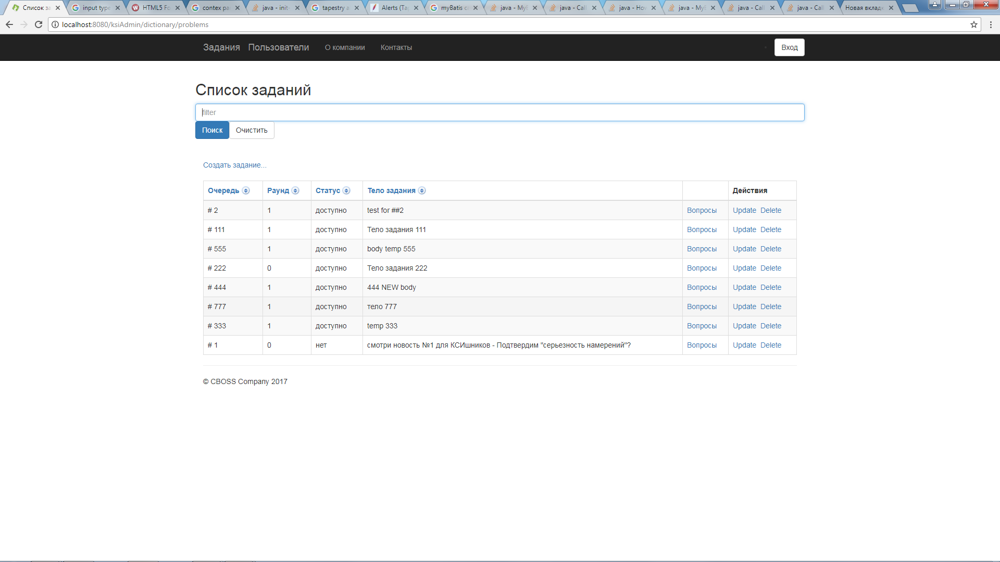 Список за
input type
HTML5 Fo
contex pa
java - init-
tapestry a
Alerts (Ta
myBatis ca
java - MyB
java - Call
java - Hov
java - MyB
java - Call
java - Call
Новая вкладк
localhost:8080/ksiAdmin/dictionary/problems
Задания Пользователи О компании Контакты Вход
Список заданий
filter
Поиск Очистить
Создать задание...
Очередь Раунд Статус Тело задания Действия
# 2 1 доступно test for ##2 Вопросы Update Delete
# 111 1 доступно Тело задания 111 Вопросы Update Delete
# 555 1 доступно body temp 555 Вопросы Update Delete
# 222 0 доступно Тело задания 222 Вопросы Update Delete
# 444 1 доступно 444 NEW body Вопросы Update Delete
# 777 1 доступно тело 777 Вопросы Update Delete
# 333 1 доступно temp 333 Вопросы Update Delete
# 1 0 нет смотри новость №1 для КСИшников - Подтвердим "серьезность намерений"? Вопросы Update Delete
© CBOSS Company 2017